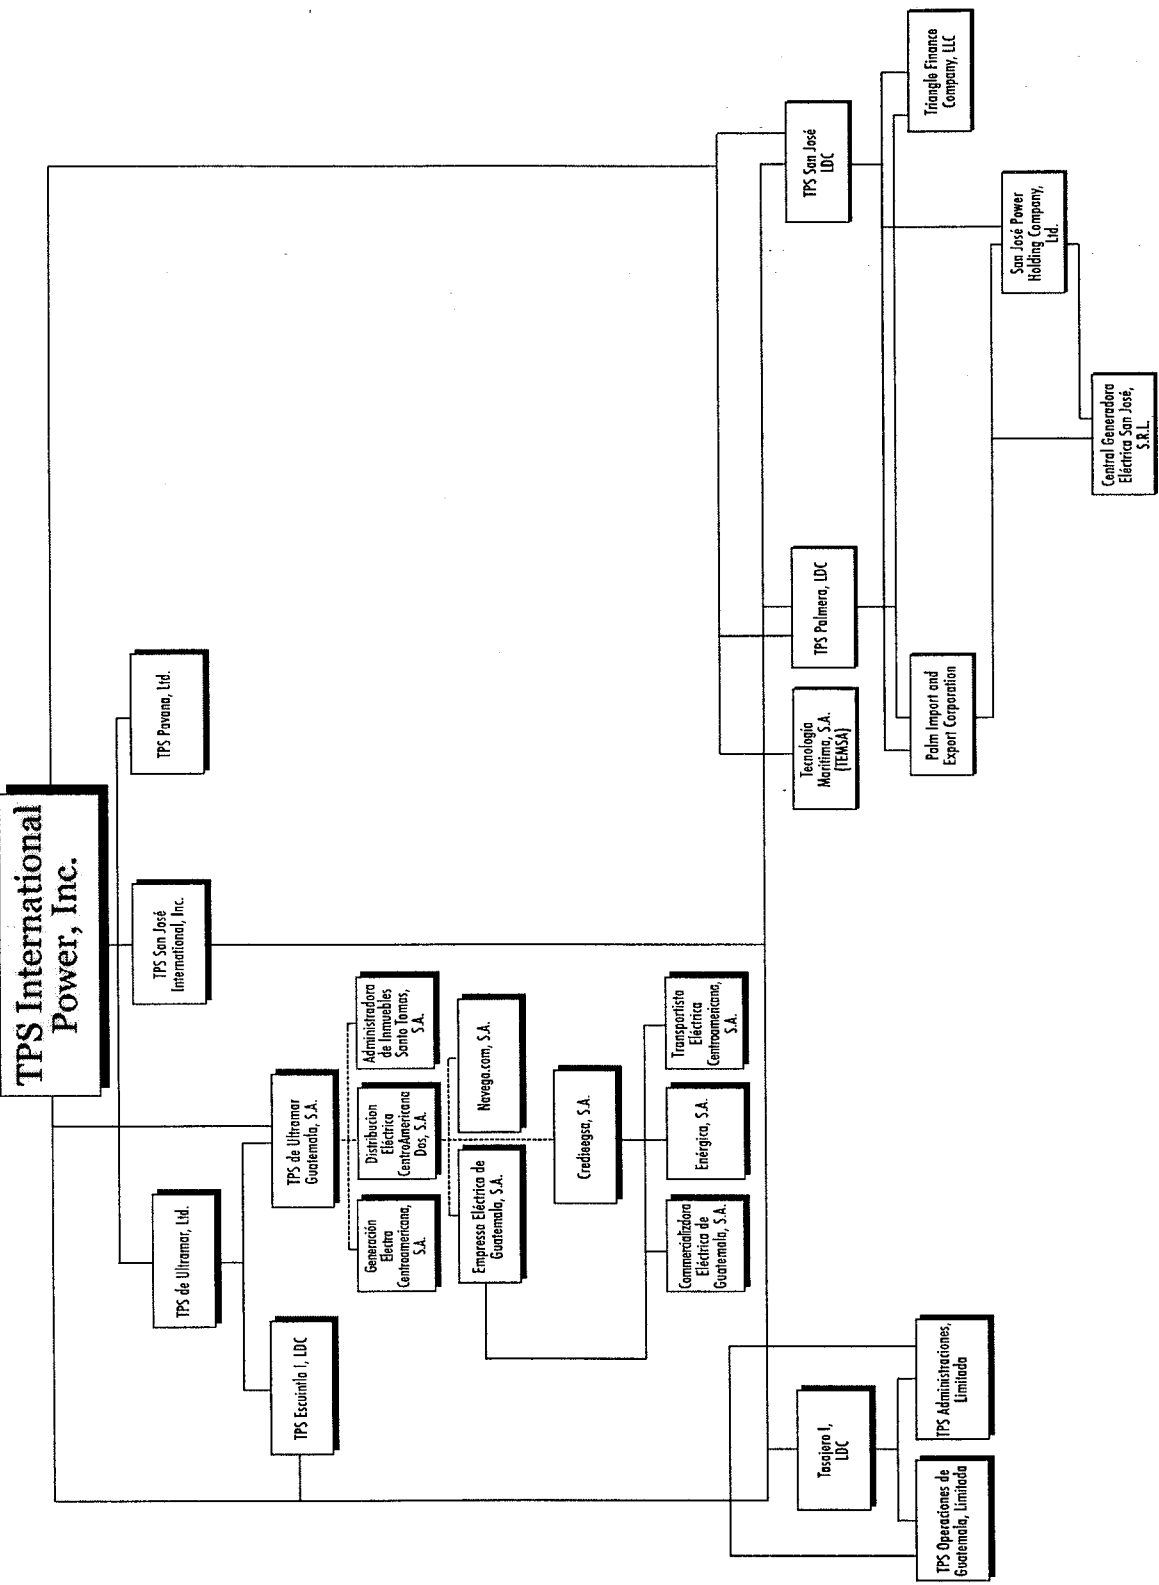 TPS International
Power, Inc.
TPS de Ultramar, Ltd.
TPS San José
International, Inc.
TPS Pavana, Ltd.
TPS Escuintla I, LDC
TPS de Ultramar
Guatemala, S.A.
Generación
Electra
Centroamericana,
S.A.
Distribucion
Eléctrica
CentroAmericana
Dos, S.A.
Administradora
de Inmuebles
Santo Tomas,
S.A.
Empressa Eléctrica de
Guatemala, S.A.
Navega.com, S.A.
Credieegsa, S.A.
Commercializdora
Eléctrica de
Guatemala, S.A.
Enérgica, S.A.
Transportista
Eléctrica
Centroamericana,
S.A.
Tasajero I,
LDC
Tecnología
Marítima, S.A.
(TEMSA)
TPS Palmera, LDC
TPS San José
LDC
TPS Operaciones de
Guatemala, Limitada
TPS Administraciones,
Limitada
Palm Import and
Export Corporation
Triangle Finance
Company, LLC
San José Power
Holding Company,
Ltd.
Central Generadora
Eléctrica San José,
S.R.L.